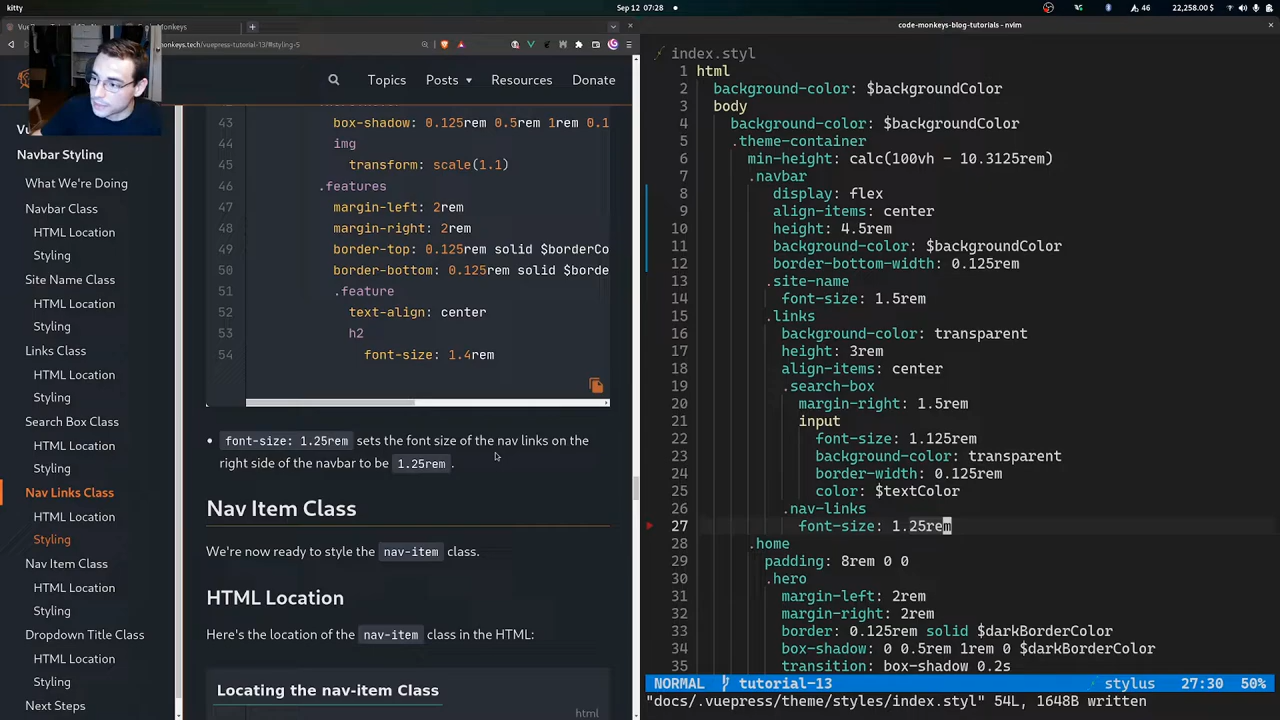 kitty
Sep 12 07:28
46
22,258.00
Monkeys
monkeys.tech/vuepress-tutorial-13/#styling-5
Topics
Posts
Resources
Donate
Navbar Styling
What We're Doing
Navbar Class
HTML Location
Styling
Site Name Class
HTML Location
Styling
Links Class
HTML Location
Styling
Search Box Class
HTML Location
Styling
Nav Links Class
HTML Location
Styling
Nav Item Class
HTML Location
Styling
Dropdown Title Class
HTML Location
Styling
Next Steps
43 box-shadow: 0.125rem 0.5rem 1rem 0.1
44 img
45 transform: scale(1.1)
46 .features
47 margin-left: 2rem
48 margin-right: 2rem
49 border-top: 0.125rem solid $borderCo
50 border-bottom: 0.125rem solid $borde
51 .feature
52 text-align: center
53 h2
54 font-size: 1.4rem
font-size: 1.25rem sets the font size of the nav links on the
right side of the navbar to be 1.25rem .
Nav Item Class
We're now ready to style the nav-item class.
HTML Location
Here's the location of the nav-item class in the HTML:
Locating the nav-item Class
html
code-monkeys-blog-tutorials - nvim
index.styl
1 html
2 background-color: $backgroundColor
3 body
4 background-color: $backgroundColor
5 .theme-container
6 min-height: calc(100vh - 10.3125rem)
7 .navbar
8 display: flex
9 align-items: center
10 height: 4.5rem
11 background-color: $backgroundColor
12 border-bottom-width: 0.125rem
13 .site-name
14 font-size: 1.5rem
15 .links
16 background-color: transparent
17 height: 3rem
18 align-items: center
19 .search-box
20 margin-right: 1.5rem
21 input
22 font-size: 1.125rem
23 background-color: transparent
24 border-width: 0.125rem
25 color: $textColor
26 .nav-links
27 font-size: 1.25rem
28 .home
29 padding: 8rem 0 0
30 .hero
31 margin-left: 2rem
32 margin-right: 2rem
33 border: 0.125rem solid $darkBorderColor
34 box-shadow: 0 0.5rem 1rem 0 $darkBorderColor
35 transition: box-shadow 0.2s
NORMAL tutorial-13 stylus 27:30 50%
"docs/.vuepress/theme/styles/index.styl" 54L, 1648B written